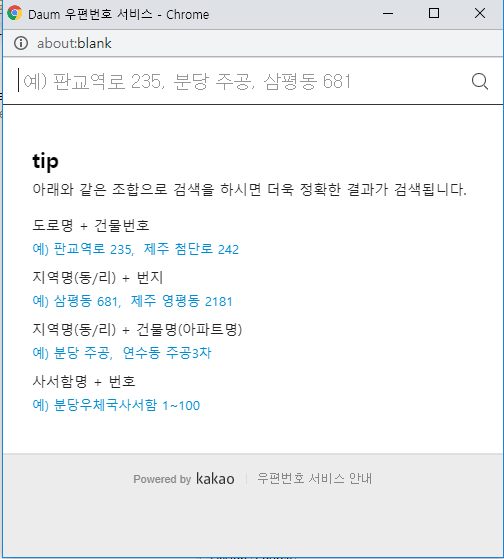 Daum 우편번호 서비스 - Chrome
about:blank
예) 판교역로 235, 분당 주공, 삼평동 681
tip
아래와 같은 조합으로 검색을 하시면 더욱 정확한 결과가 검색됩니다.
도로명 + 건물번호
예) 판교역로 235, 제주 첨단로 242
지역명(동/리) + 번지
예) 삼평동 681, 제주 영평동 2181
지역명(동/리) + 건물명(아파트명)
예) 분당 주공, 연수동 주공3차
사서함명 + 번호
예) 분당우체국사서함 1~100
Powered by kakao 우편번호 서비스 안내